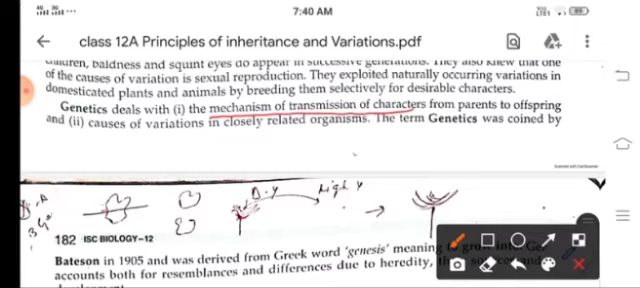 7:40 AM
class 12A Principles of inheritance and Variations.pdf
children, baldness and squint eyes do appear in successive generations. They also knew that one
of the causes of variation is sexual reproduction. They exploited naturally occurring variations in
domesticated plants and animals by breeding them selectively for desirable characters.
Genetics deals with (i) the mechanism of transmission of characters from parents to offspring
and (ii) causes of variations in closely related organisms. The term Genetics was coined by
Scanned with CamScanner
high y
182 ISC BIOLOGY-12
Bateson in 1905 and was derived from Greek word 'genesis' meaning
accounts both for resemblances and differences due to heredity,